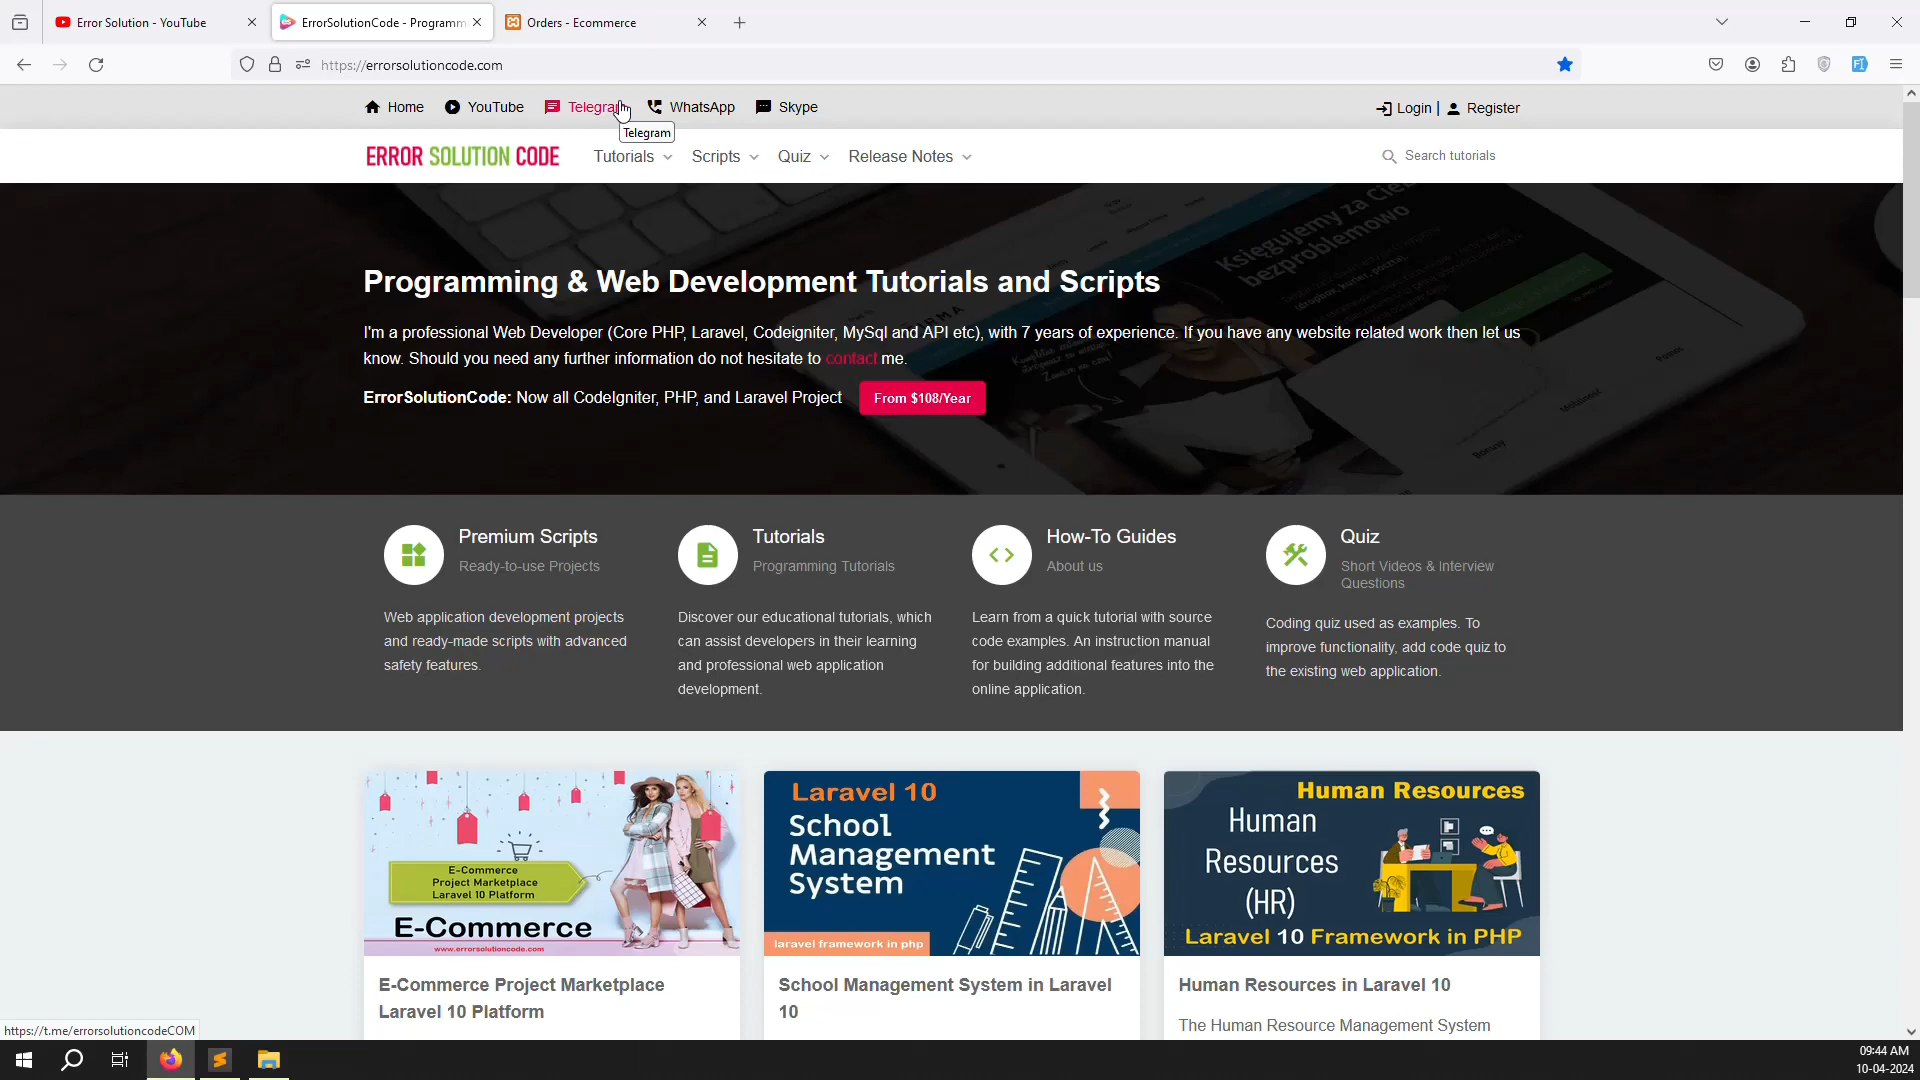 Error Solution - YouTube
ErrorSolutionCode - Programm
Orders - Ecommerce
https://errorsolutioncode.com
Home
YouTube
Telegram
WhatsApp
Skype
Login |
Register
Telegram
ERROR SOLUTION CODE
Tutorials
Scripts
Quiz
Release Notes
Search tutorials
Księgujemy za Cie
bezproblemowo
Programming & Web Development Tutorials and Scripts
I'm a professional Web Developer (Core PHP, Laravel, Codeigniter, MySql and API etc), with 7 years of experience. If you have any website related work then let us
know. Should you need any further information do not hesitate to contact me.
ErrorSolutionCode: Now all CodeIgniter, PHP, and Laravel Project
From $108/Year
Premium Scripts
Ready-to-use Projects
Web application development projects
and ready-made scripts with advanced
safety features.
Tutorials
Programming Tutorials
Discover our educational tutorials, which
can assist developers in their learning
and professional web application
development.
How-To Guides
About us
Learn from a quick tutorial with source
code examples. An instruction manual
for building additional features into the
online application.
Quiz
Short Videos & Interview
Questions
Coding quiz used as examples. To
improve functionality, add code quiz to
the existing web application.
E-Commerce
Project Marketplace
Laravel 10 Platform
E-Commerce
www.errorsolutioncode.com
E-Commerce Project Marketplace
Laravel 10 Platform
Laravel 10
School
Management
System
laravel framework in php
School Management System in Laravel
10
Human Resources
Human
Resources
(HR)
Laravel 10 Framework in PHP
Human Resources in Laravel 10
The Human Resource Management System
https://t.me/errorsolutioncodeCOM
09:44 AM
10-04-2024